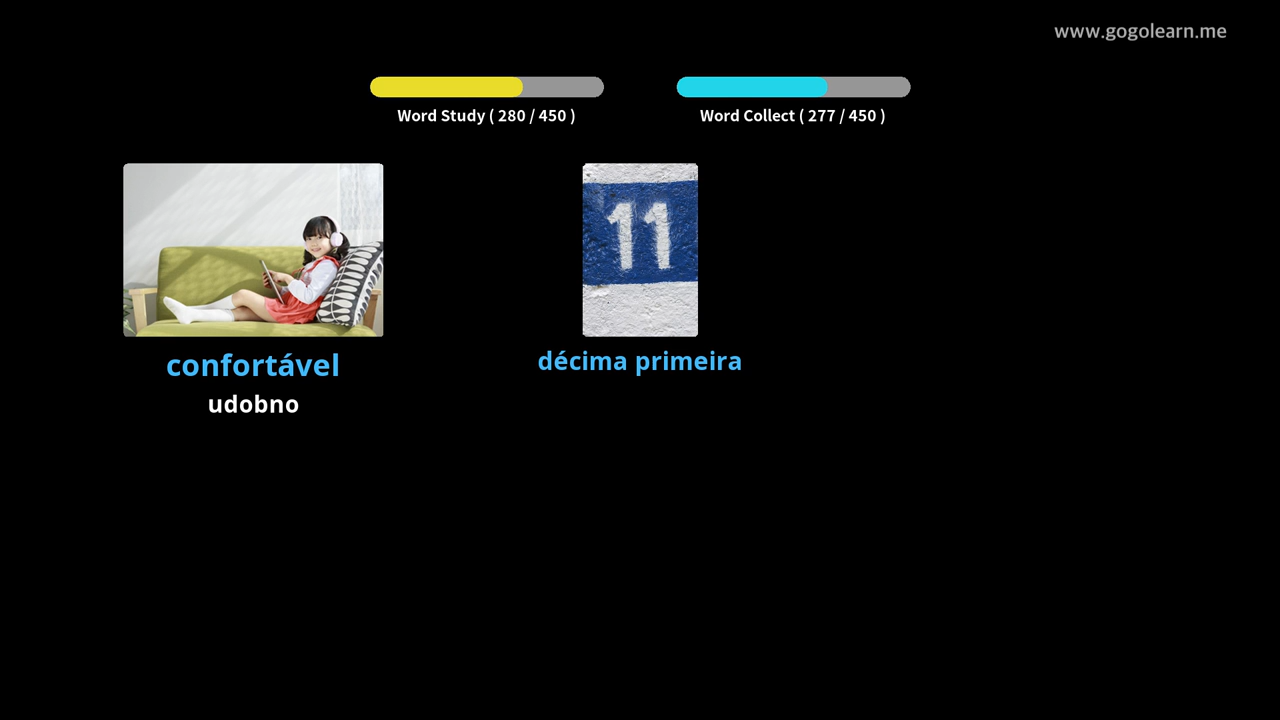 www.gogolearn.me
Word Study ( 280 / 450 )
Word Collect ( 277 / 450 )
11
confortável
udobno
décima primeira